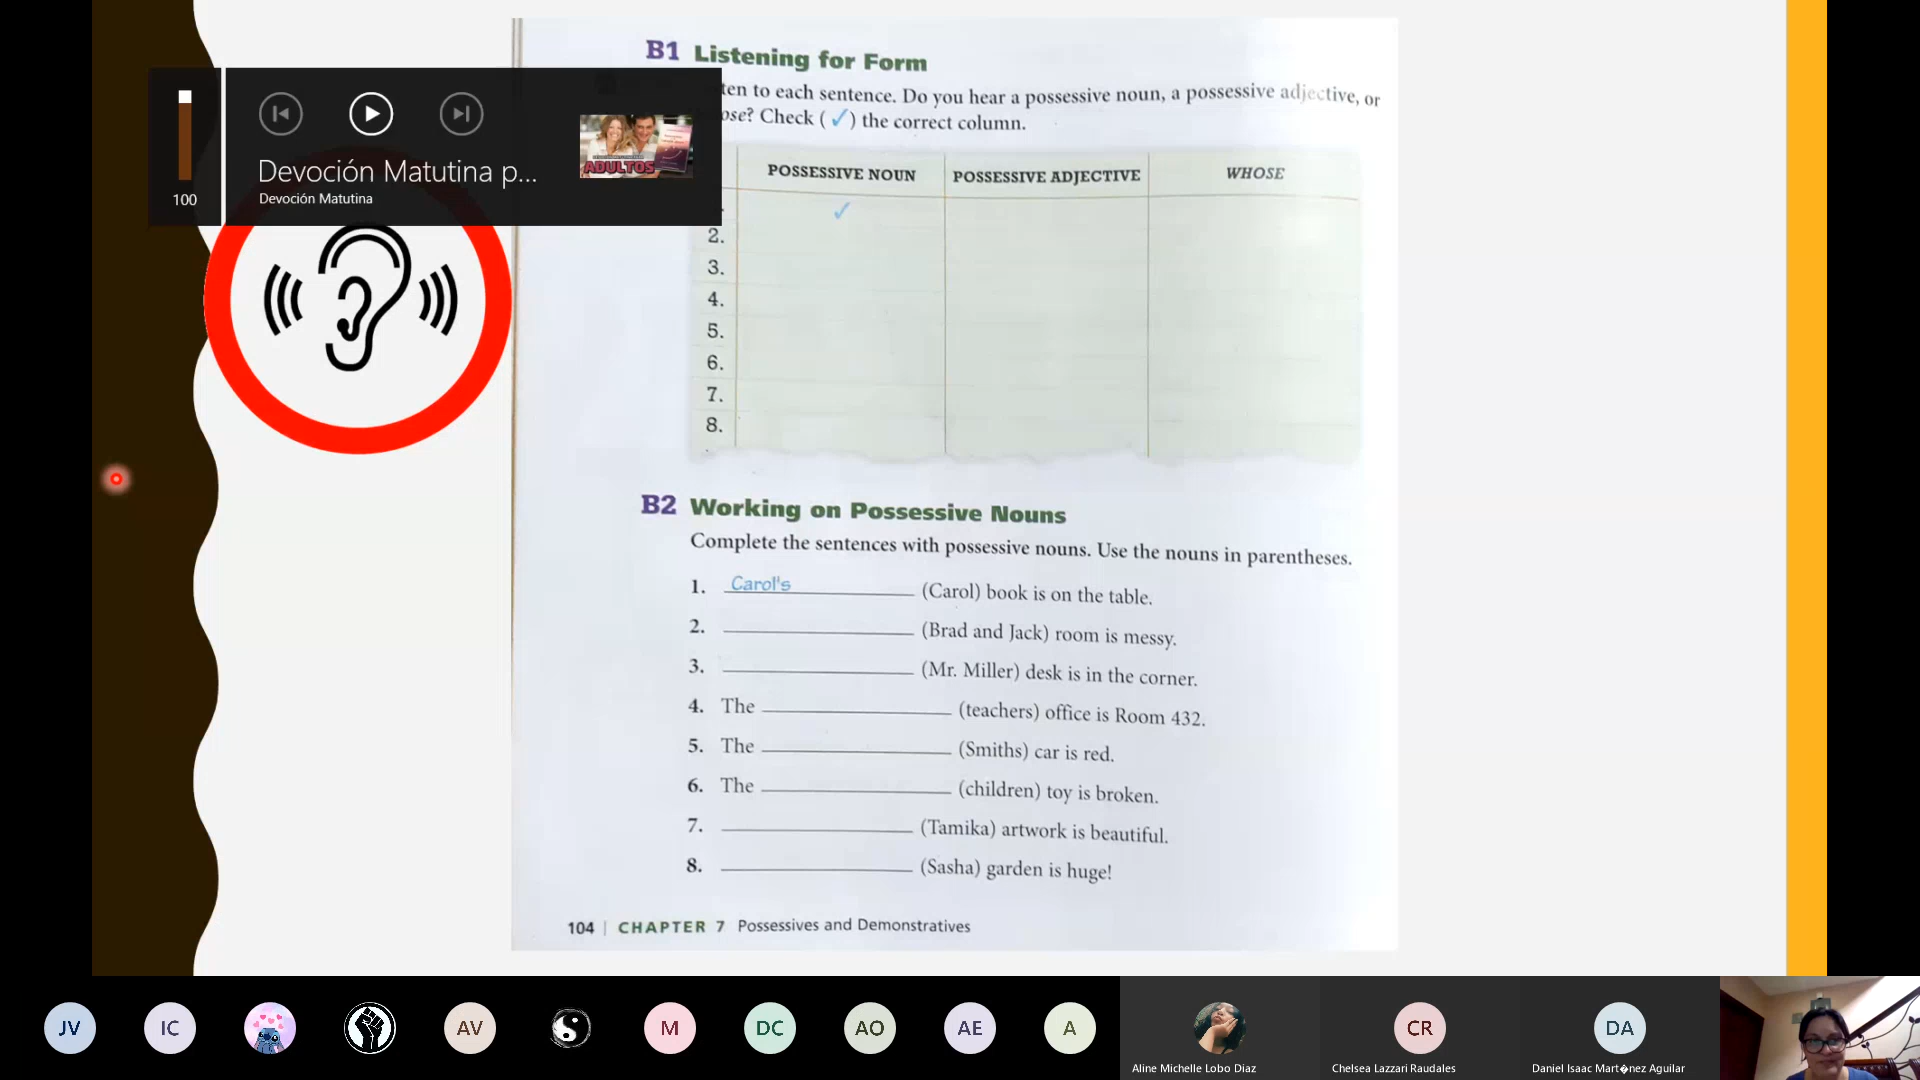 B1 Listening for Form
ten to each sentence. Do you hear a possessive noun, a possessive adjective, or
ose? Check (✓) the correct column.
POSSESSIVE NOUN POSSESSIVE ADJECTIVE WHOSE
✓
2.
3.
4.
5.
6.
7.
8.
100
Devoción Matutina p...
Devoción Matutina
ADULTOS
B2 Working on Possessive Nouns
Complete the sentences with possessive nouns. Use the nouns in parentheses.
1. Carol's (Carol) book is on the table.
2. (Brad and Jack) room is messy.
3. (Mr. Miller) desk is in the corner.
4. The (teachers) office is Room 432.
5. The (Smiths) car is red.
6. The (children) toy is broken.
7. (Tamika) artwork is beautiful.
8. (Sasha) garden is huge!
104 | CHAPTER 7 Possessives and Demonstratives
JV IC AV M DC AO AE A CR DA
Aline Michelle Lobo Diaz Chelsea Lazzari Raudales Daniel Isaac Mart�nez Aguilar